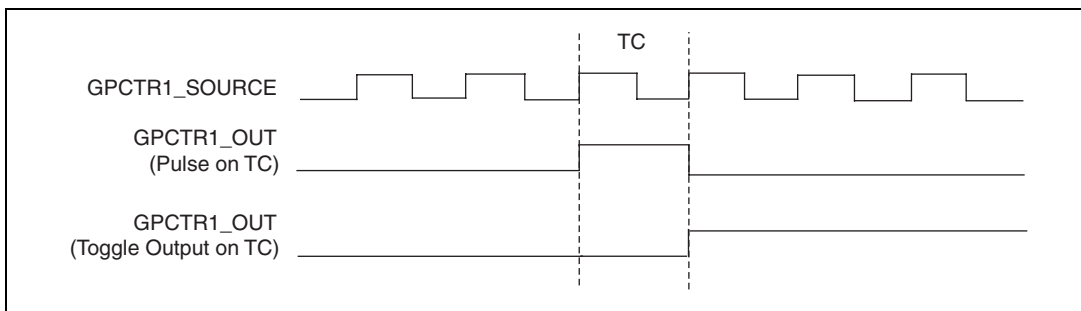 TC
GPCTR1_SOURCE
GPCTR1_OUT
(Pulse on TC)
GPCTR1_OUT
(Toggle Output on TC)